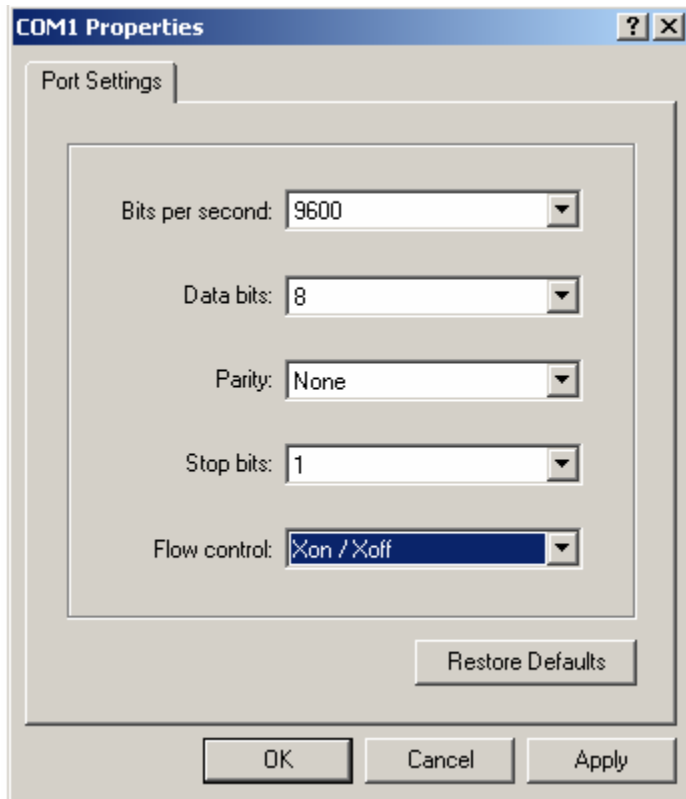 COM1 Properties
Port Settings
Bits per second: 9600
Data bits: 8
Parity: None
Stop bits: 1
Flow control: Xon / Xoff
Restore Defaults
OK Cancel Apply